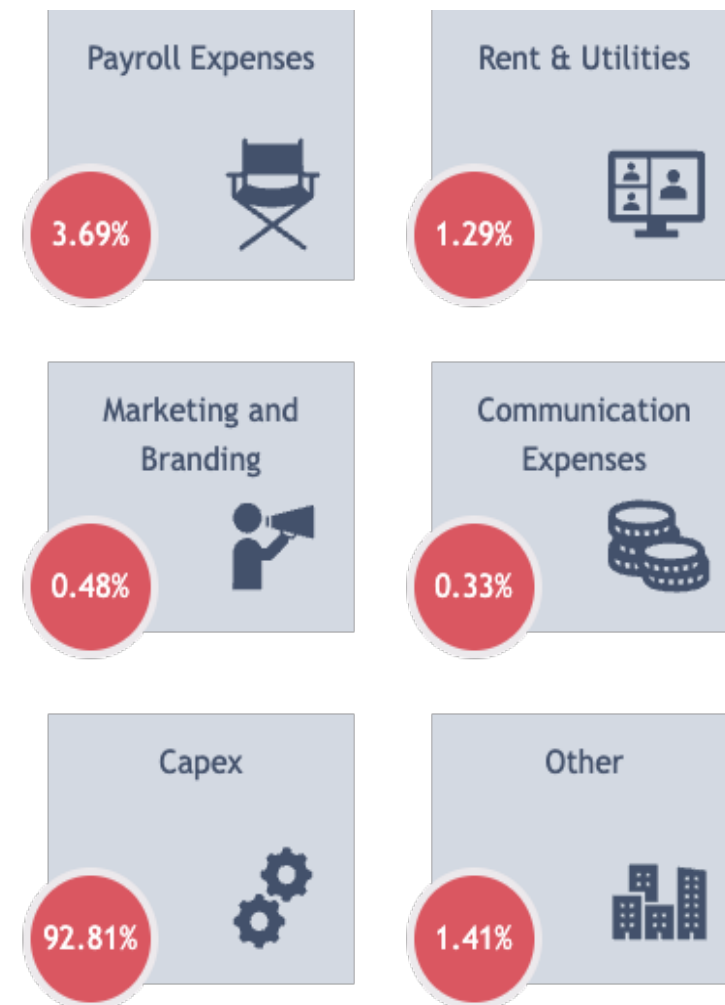 Payroll Expenses
3.69%
Rent & Utilities
1.29%
Marketing and
Branding
0.48%
Communication
Expenses
0.33%
Capex
92.81%
Other
1.41%